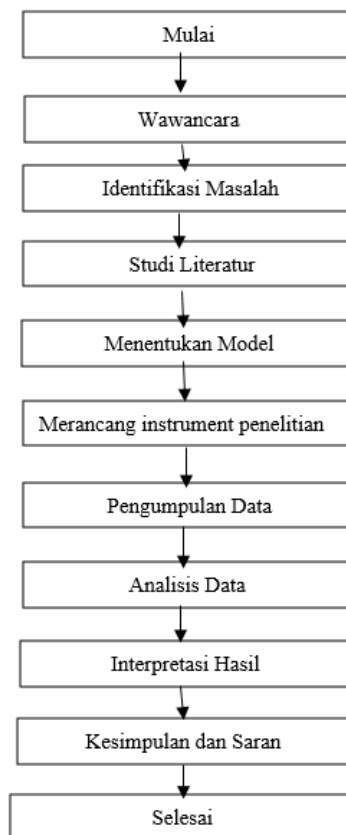 Mulai
Wawancara
Identifikasi Masalah
Studi Literatur
Menentukan Model
Merancang instrument penelitian
Pengumpulan Data
Analisis Data
Interpretasi Hasil
Kesimpulan dan Saran
Selesai